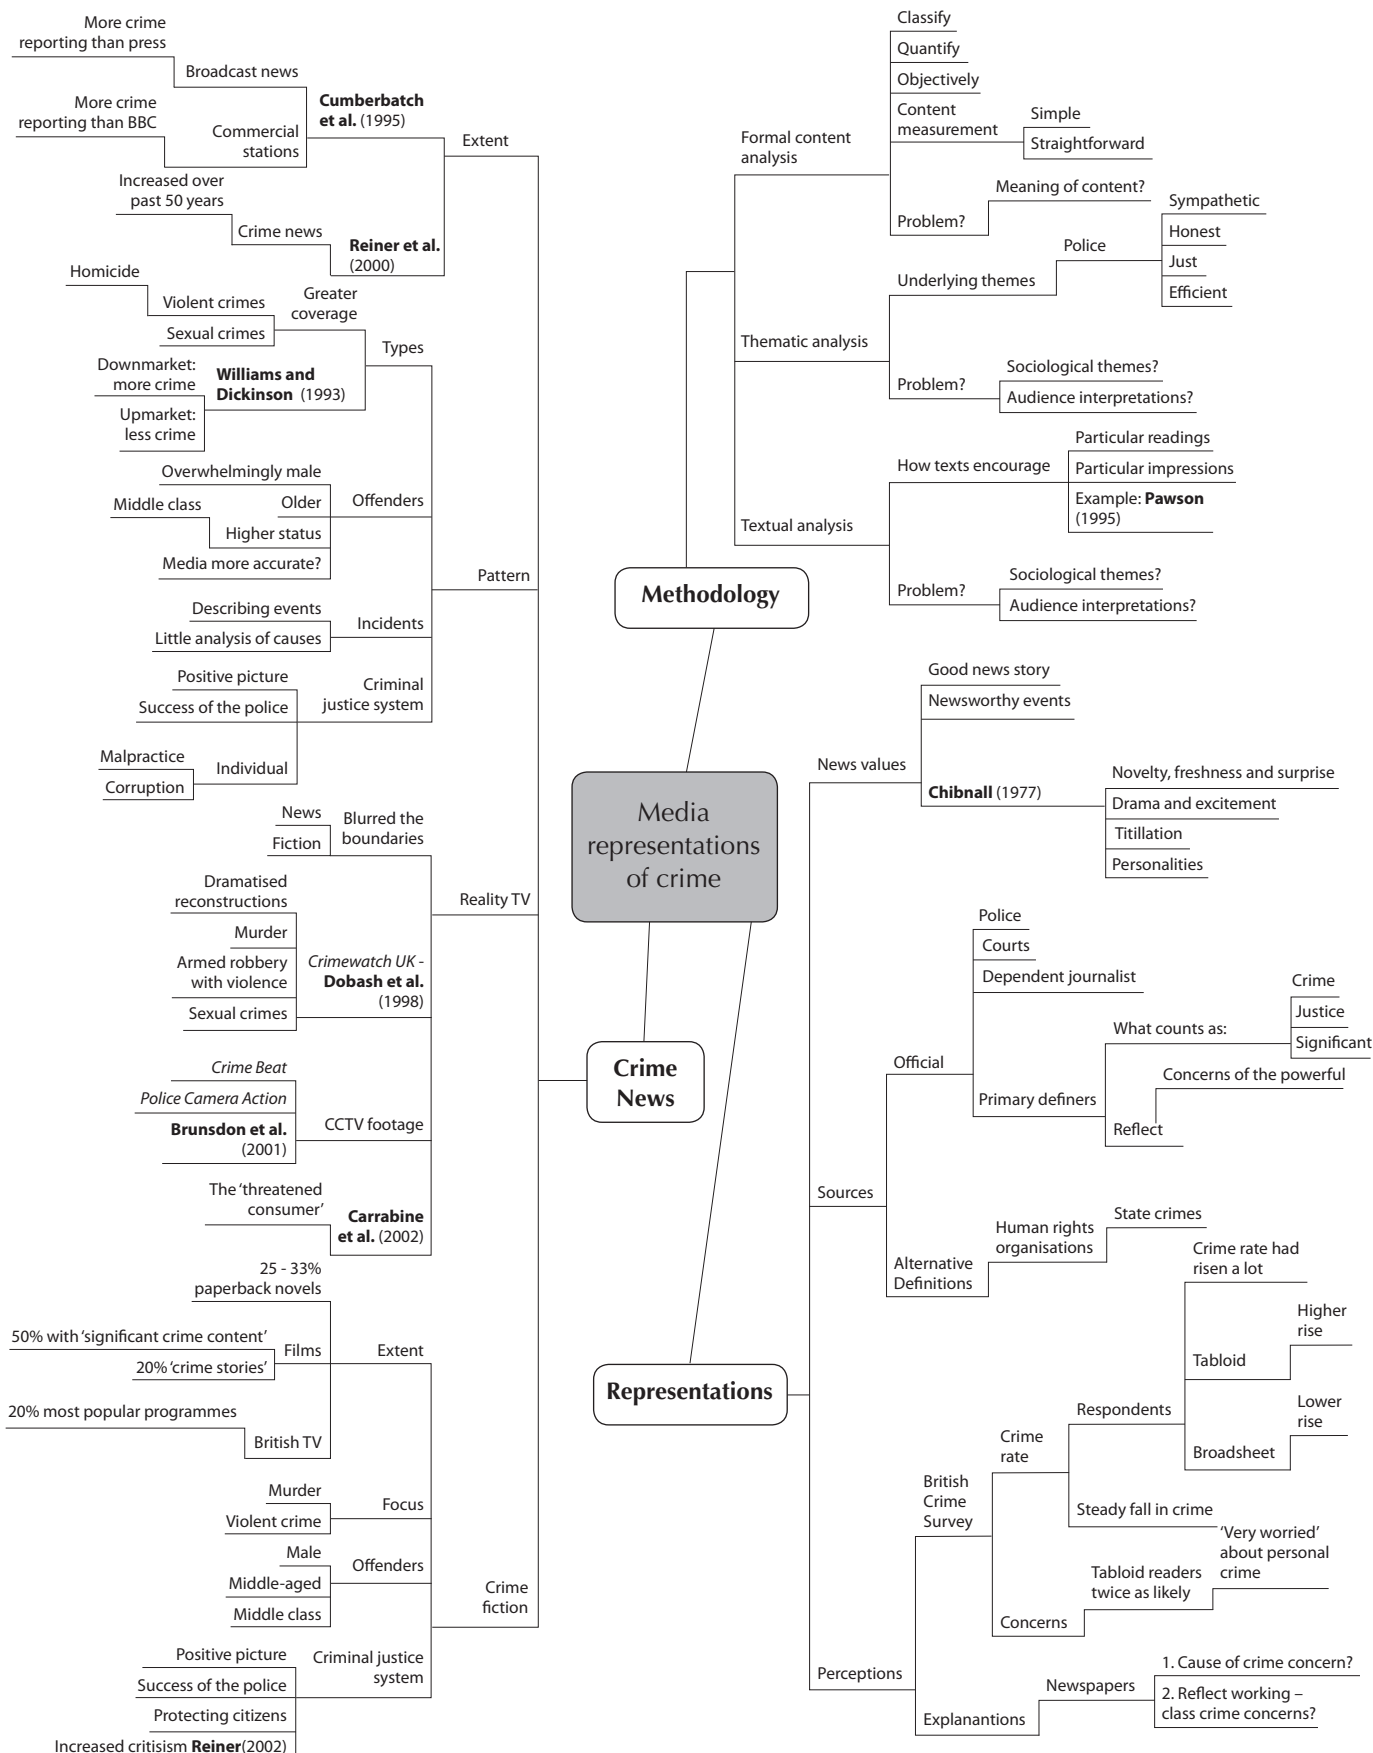 More crime
reporting than press
Broadcast news
More crime
reporting than BBC
Commercial
stations
Cumberbatch
et al. (1995)
Extent
Increased over
past 50 years
Crime news
Reiner et al.
(2000)
Homicide
Violent crimes
Sexual crimes
Greater
coverage
Types
Downmarket:
more crime
Upmarket:
less crime
Williams and
Dickinson (1993)
Overwhelmingly male
Older
Middle class
Higher status
Media more accurate?
Offenders
Pattern
Describing events
Little analysis of causes
Incidents
Positive picture
Success of the police
Criminal
justice system
Malpractice
Corruption
Individual
News
Fiction
Blurred the
boundaries
Reality TV
Dramatised
reconstructions
Murder
Armed robbery
with violence
Sexual crimes
Crimewatch UK -
Dobash et al.
(1998)
Crime Beat
Police Camera Action
Brunsdon et al.
(2001)
CCTV footage
The ‘threatened
consumer’
Carrabine
et al. (2002)
25 - 33%
paperback novels
50% with ‘significant crime content’
20% ‘crime stories’
Films
Extent
20% most popular programmes
British TV
Murder
Violent crime
Focus
Male
Middle-aged
Middle class
Offenders
Crime
fiction
Positive picture
Success of the police
Protecting citizens
Increased critisism Reiner(2002)
Criminal justice
system
Classify
Quantify
Objectively
Content
measurement
Simple
Straightforward
Formal content
analysis
Meaning of content?
Problem?
Sympathetic
Honest
Just
Efficient
Police
Underlying themes
Thematic analysis
Problem?
Sociological themes?
Audience interpretations?
Particular readings
Particular impressions
Example: Pawson
(1995)
How texts encourage
Textual analysis
Problem?
Sociological themes?
Audience interpretations?
Methodology
Media
representations
of crime
Crime
News
Representations
Good news story
Newsworthy events
News values
Chibnall (1977)
Novelty, freshness and surprise
Drama and excitement
Titillation
Personalities
Police
Courts
Dependent journalist
Official
What counts as:
Crime
Justice
Significant
Primary definers
Concerns of the powerful
Reflect
Sources
Alternative
Definitions
Human rights
organisations
State crimes
Crime rate had
risen a lot
Higher
rise
Tabloid
Respondents
Lower
rise
Broadsheet
Crime
rate
British
Crime
Survey
Steady fall in crime
‘Very worried’
about personal
crime
Tabloid readers
twice as likely
Concerns
Perceptions
1. Cause of crime concern?
Newspapers
2. Reflect working –
class crime concerns?
Explanantions